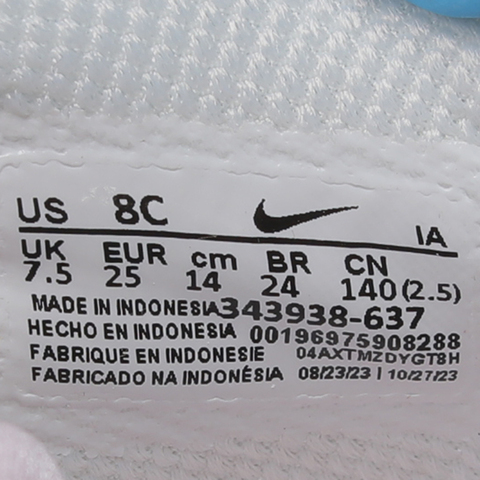 US 8C IA
UK EUR cm BR CN
7.5 25 14 24 140 (2.5)
MADE IN INDONESIA 343938-637
HECHO EN INDONESIA 00196975908288
FABRIQUE EN INDONESIE 04AXTMZDYGT8H
FABRICADO NA INDONÉSIA 08/23/23 | 10/27/23